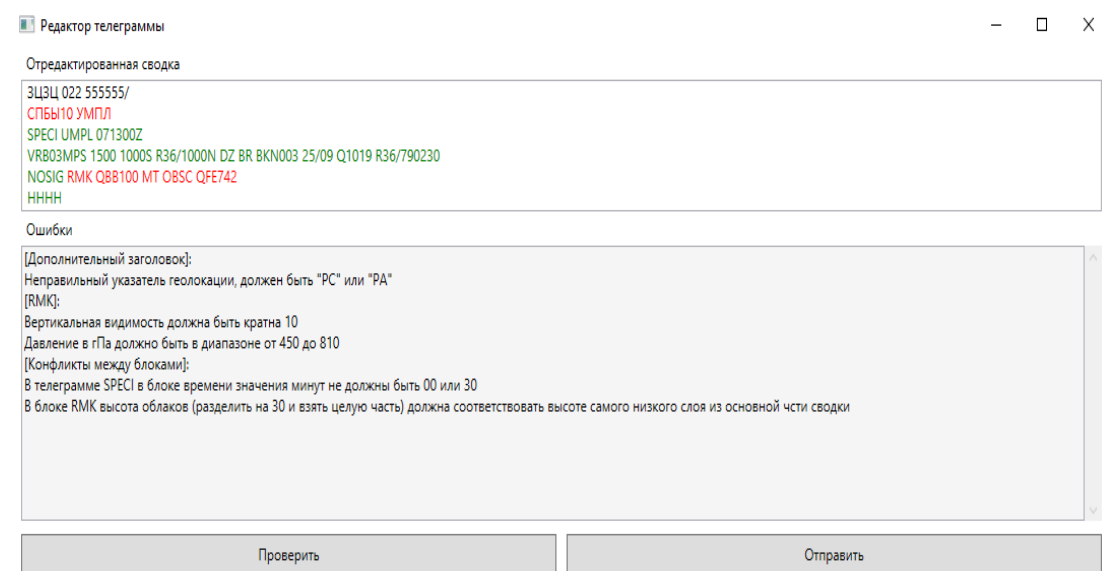 Редактор телеграммы
Отредактированная сводка
ЗЦЗЦ 022 555555/
СПБЫ10 УМПЛ
SPECI UMPL 071300Z
VRB03MPS 1500 1000S R36/1000N DZ BR BKN003 25/09 Q1019 R36/790230
NOSIG RMK QBB100 MT OBSC QFE742
НННН
Ошибки
[Дополнительный заголовок]:
Неправильный указатель геолокации, должен быть "РС" или "РА"
[RMK]:
Вертикальная видимость должна быть кратна 10
Давление в гПа должно быть в диапазоне от 450 до 810
[Конфликты между блоками]:
В телеграмме SPECI в блоке времени значения минут не должны быть 00 или 30
В блоке RMK высота облаков (разделить на 30 и взять целую часть) должна соответствовать высоте самого низкого слоя из основной чсти сводки
Проверить
Отправить